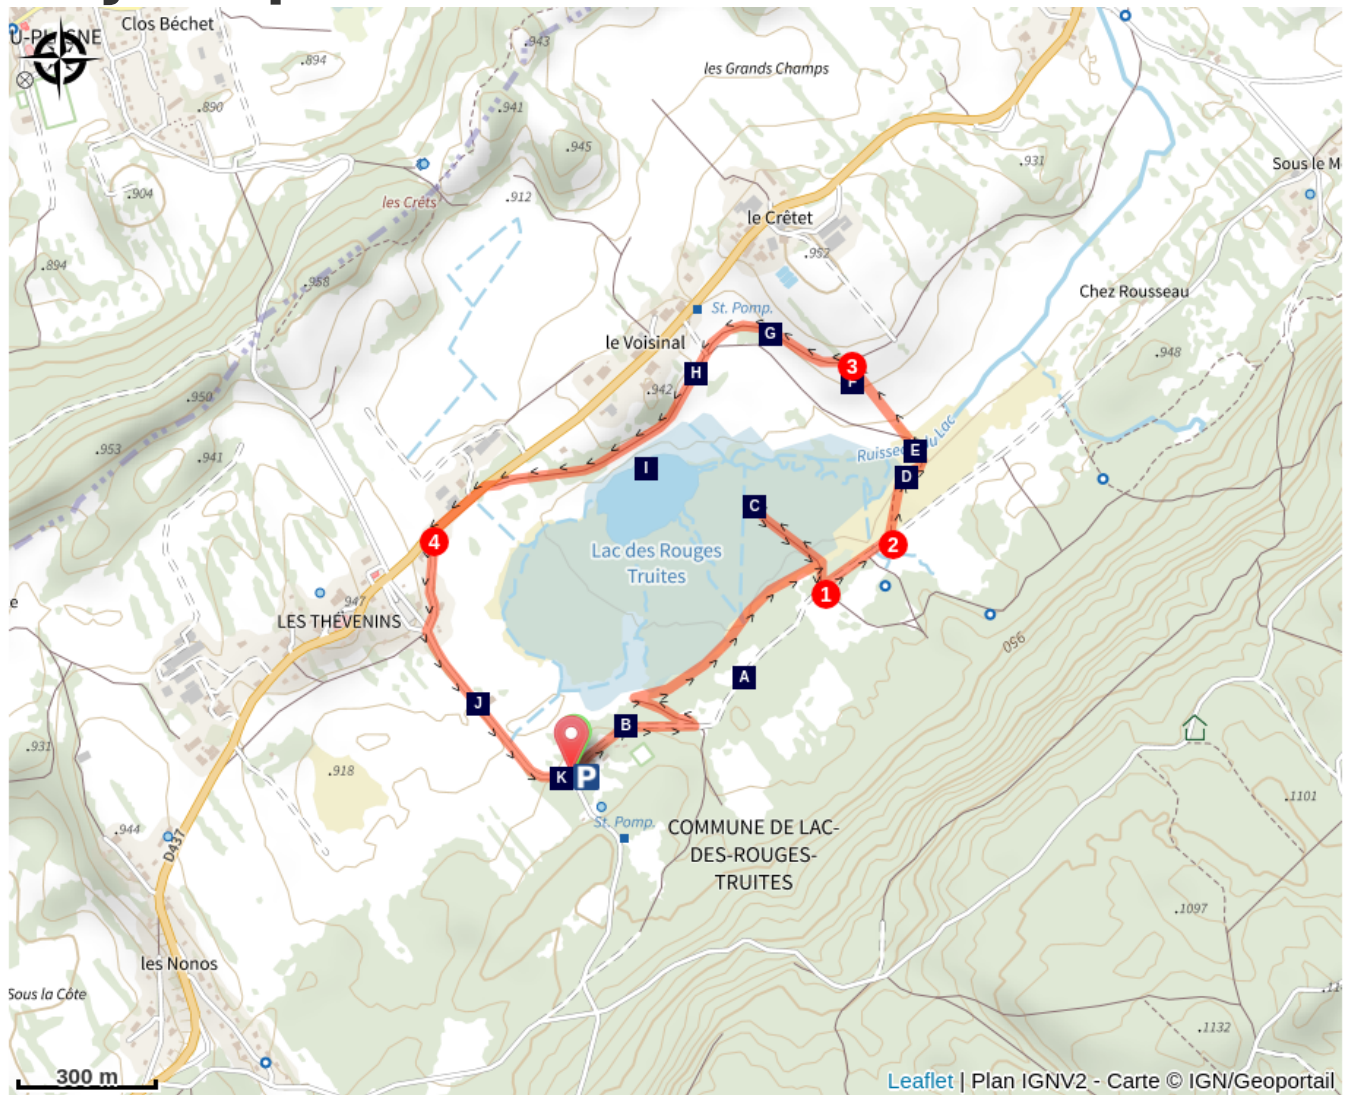 Clos Béchet
.943
.894
les Grands Champs
.890
.941
.945
.931
Sous le M
.904
.912
les Crêts
le Crêtet
.952
.894
.958
Chez Rousseau
St. Pomp.
G
le Voisinal
.948
3
H
F
.942
.950
E
.953
.941
I
D
C
4
2
Lac des Rouges
Truites
1
947
LES THÉVENINS
950
A
J
B
.931
.918
K P
.1101
St. Pomp.
.944
COMMUNE DE LAC-
DES-ROUGES-
TRUITES
D437
.1097
les Nonos
Sous la Côte
.1132
300 m
Leaflet | Plan IGNV2 - Carte © IGN/Geoportail